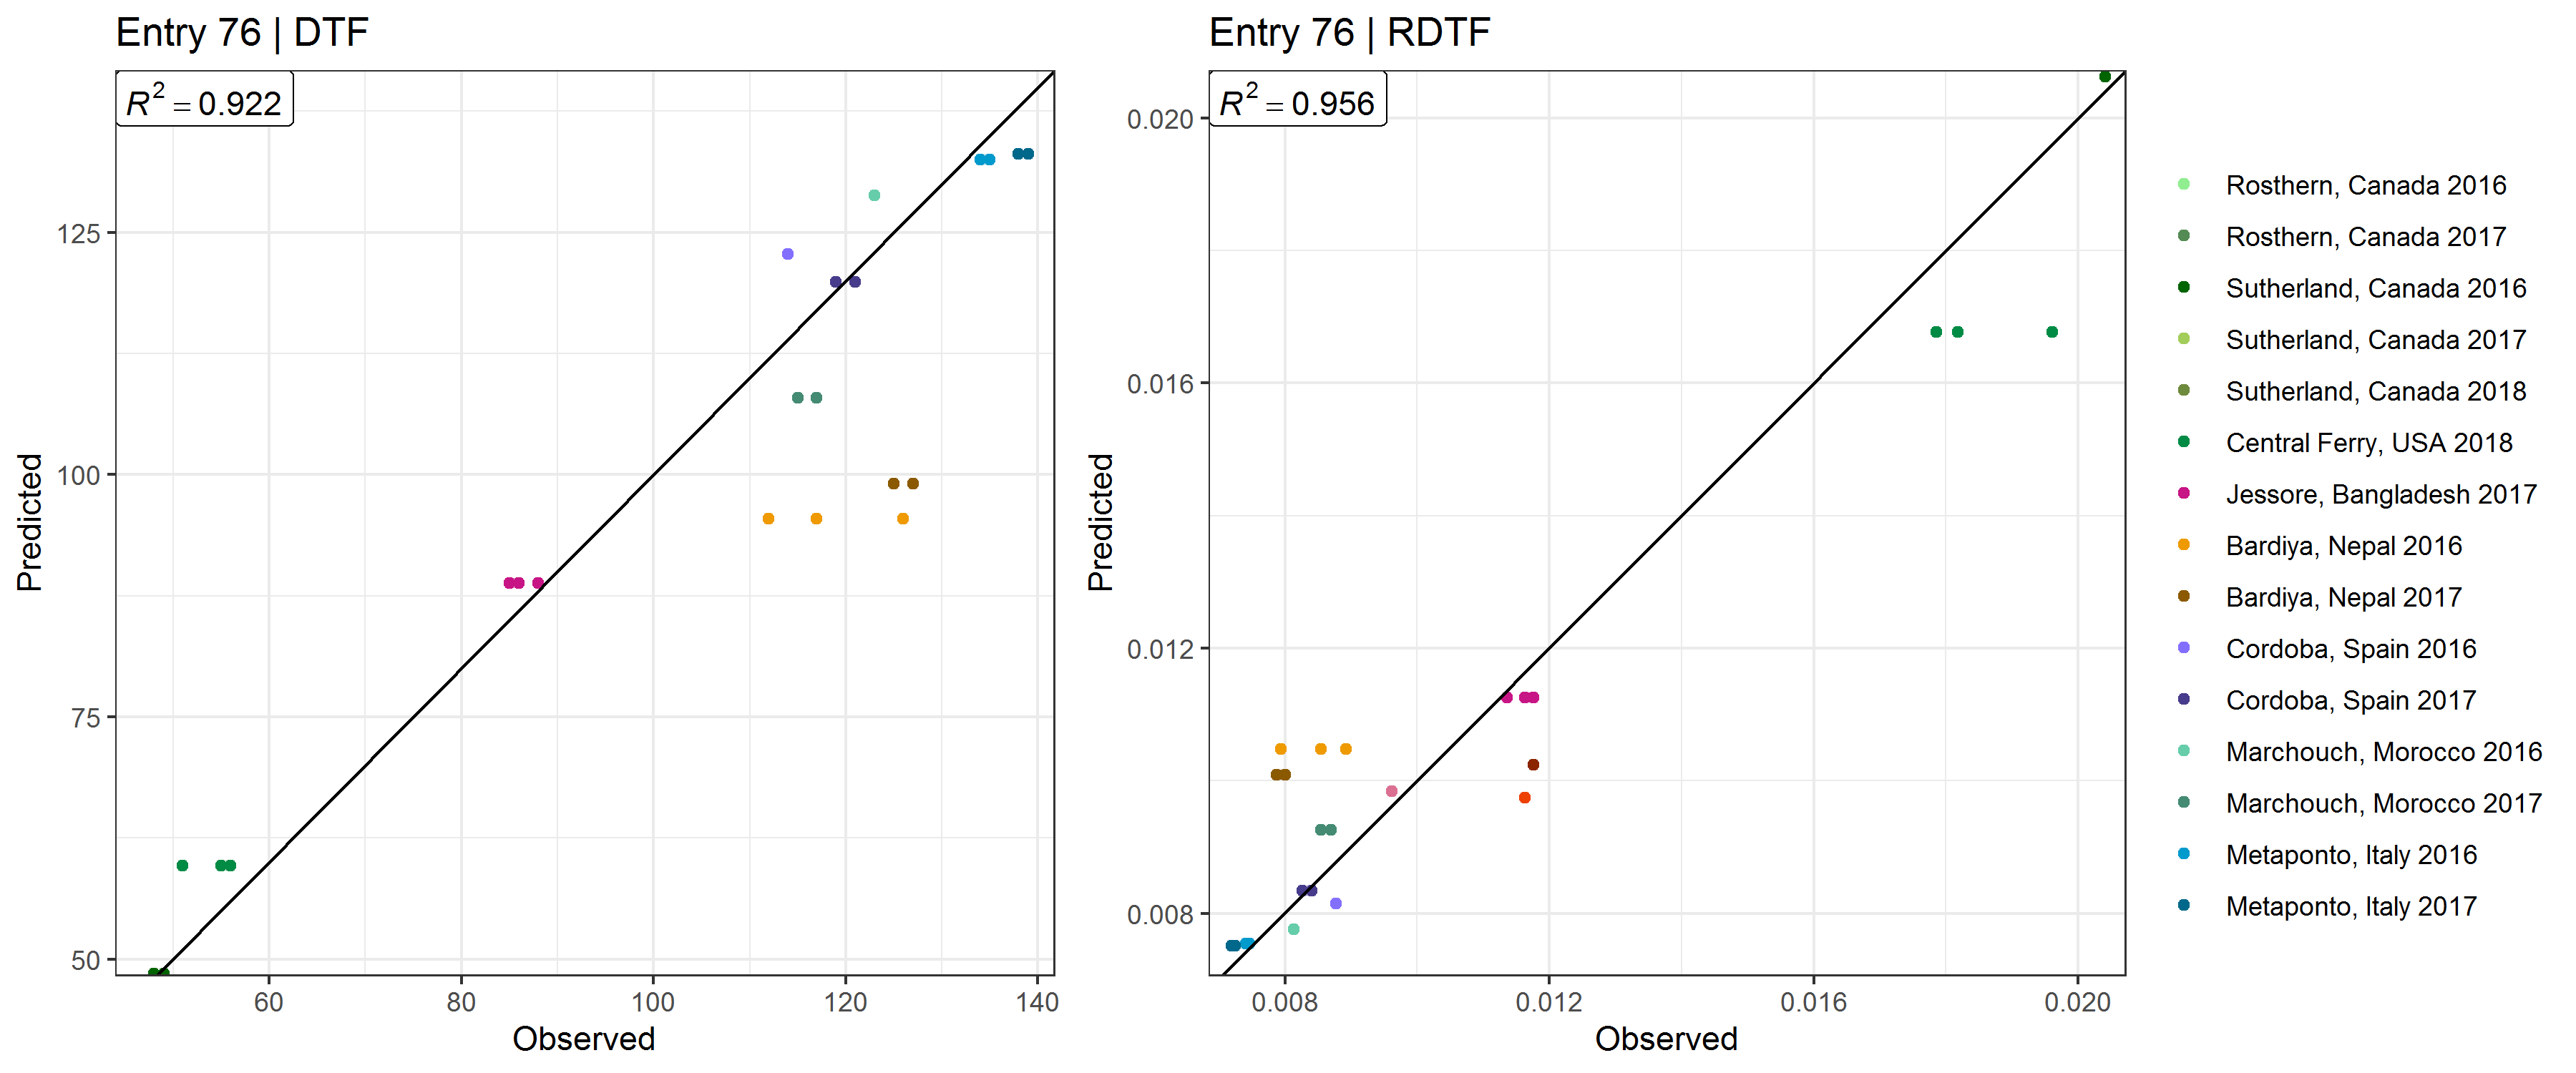 Entry 76 | DTF
R² = 0.922
125
100
75
50
Predicted
60 80 100 120 140
Observed
Entry 76 | RDTF
R² = 0.956
0.020
0.016
0.012
0.008
Predicted
0.008 0.012 0.016 0.020
Observed
Rosthern, Canada 2016
Rosthern, Canada 2017
Sutherland, Canada 2016
Sutherland, Canada 2017
Sutherland, Canada 2018
Central Ferry, USA 2018
Jessore, Bangladesh 2017
Bardiya, Nepal 2016
Bardiya, Nepal 2017
Cordoba, Spain 2016
Cordoba, Spain 2017
Marchouch, Morocco 2016
Marchouch, Morocco 2017
Metaponto, Italy 2016
Metaponto, Italy 2017